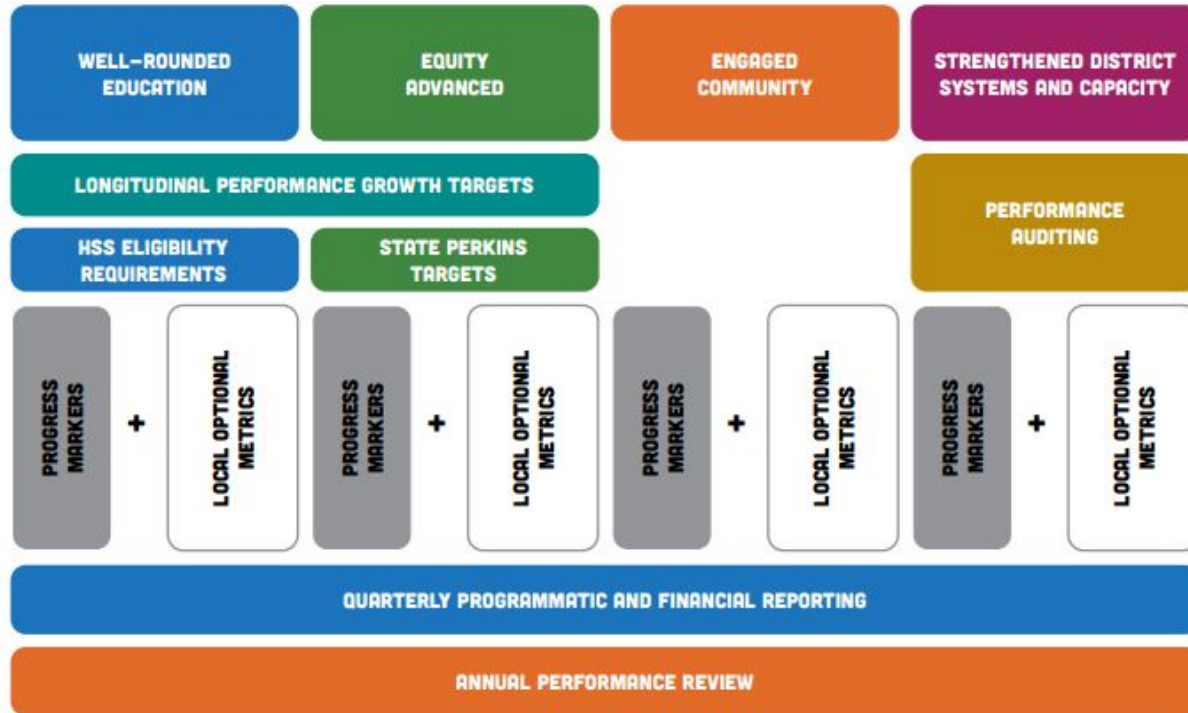 WELL-ROUNDED
EDUCATION
EQUITY
ADVANCED
ENGAGED
COMMUNITY
STRENGTHENED DISTRICT
SYSTEMS AND CAPACITY
LONGITUDINAL PERFORMANCE GROWTH TARGETS
PERFORMANCE
AUDITING
HSS ELIGIBILITY
REQUIREMENTS
STATE PERKINS
TARGETS
PROGRESS
MARKERS
+
LOCAL OPTIONAL
METRICS
PROGRESS
MARKERS
+
LOCAL OPTIONAL
METRICS
PROGRESS
MARKERS
+
LOCAL OPTIONAL
METRICS
PROGRESS
MARKERS
+
LOCAL OPTIONAL
METRICS
QUARTERLY PROGRAMMATIC AND FINANCIAL REPORTING
ANNUAL PERFORMANCE REVIEW